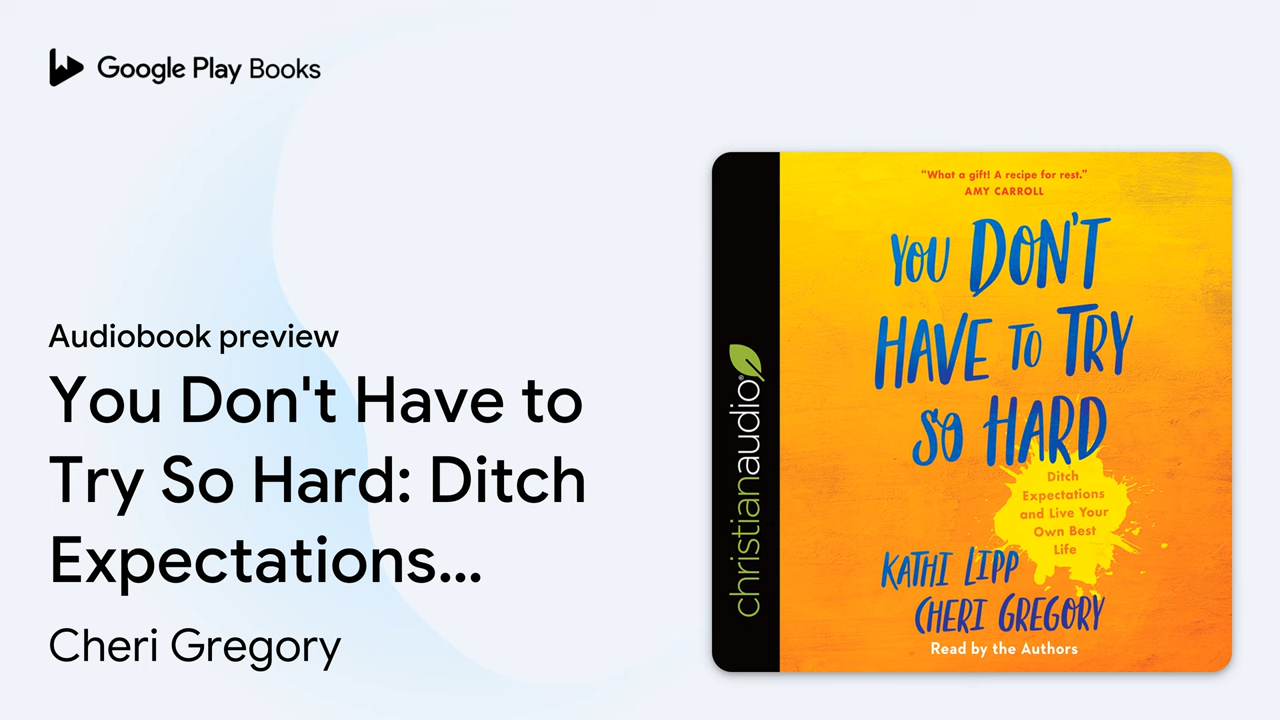 Google Play Books
Audiobook preview
You Don't Have to
Try So Hard: Ditch
Expectations...
Cheri Gregory
christianaudio®
“What a gift! A recipe for rest.”
AMY CARROLL
YOU DON'T
HAVE TO TRY
SO HARD
Ditch
Expectations
and Live Your
Own Best
Life
KATHI LIPP
CHERI GREGORY
Read by the Authors